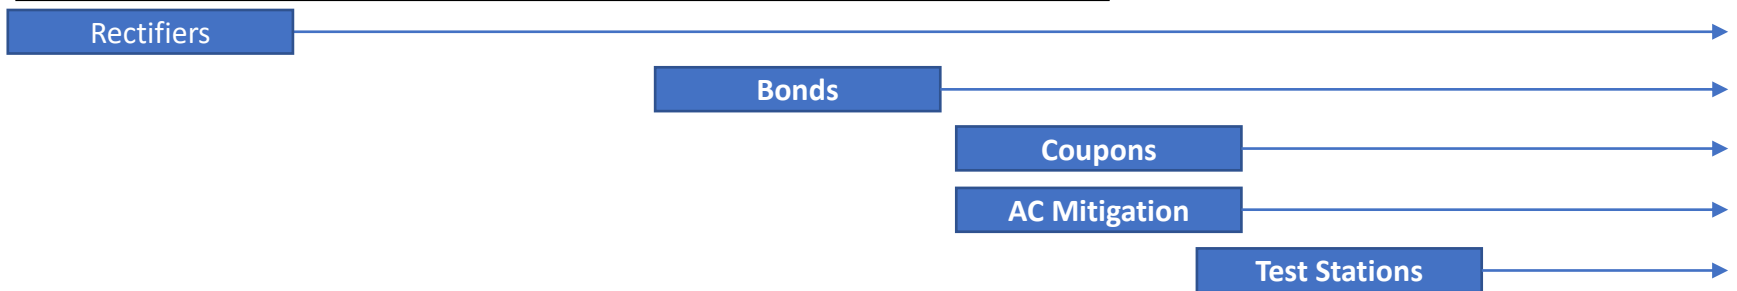 Rectifiers
Bonds
Coupons
AC Mitigation
Test Stations